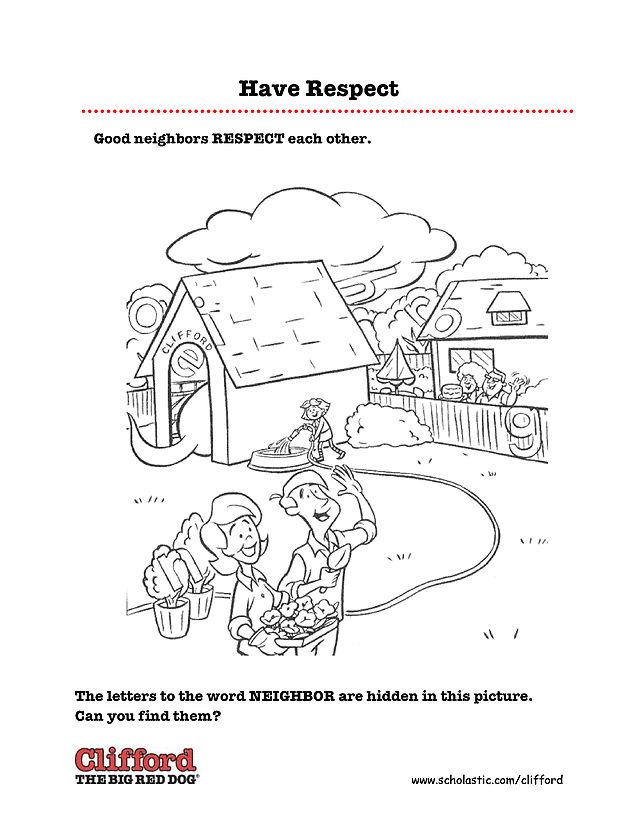 Have Respect
Good neighbors RESPECT each other.
CLIFFORD
e
g
The letters to the word NEIGHBOR are hidden in this picture.
Can you find them?
Clifford
THE BIG RED DOG®
www.scholastic.com/clifford